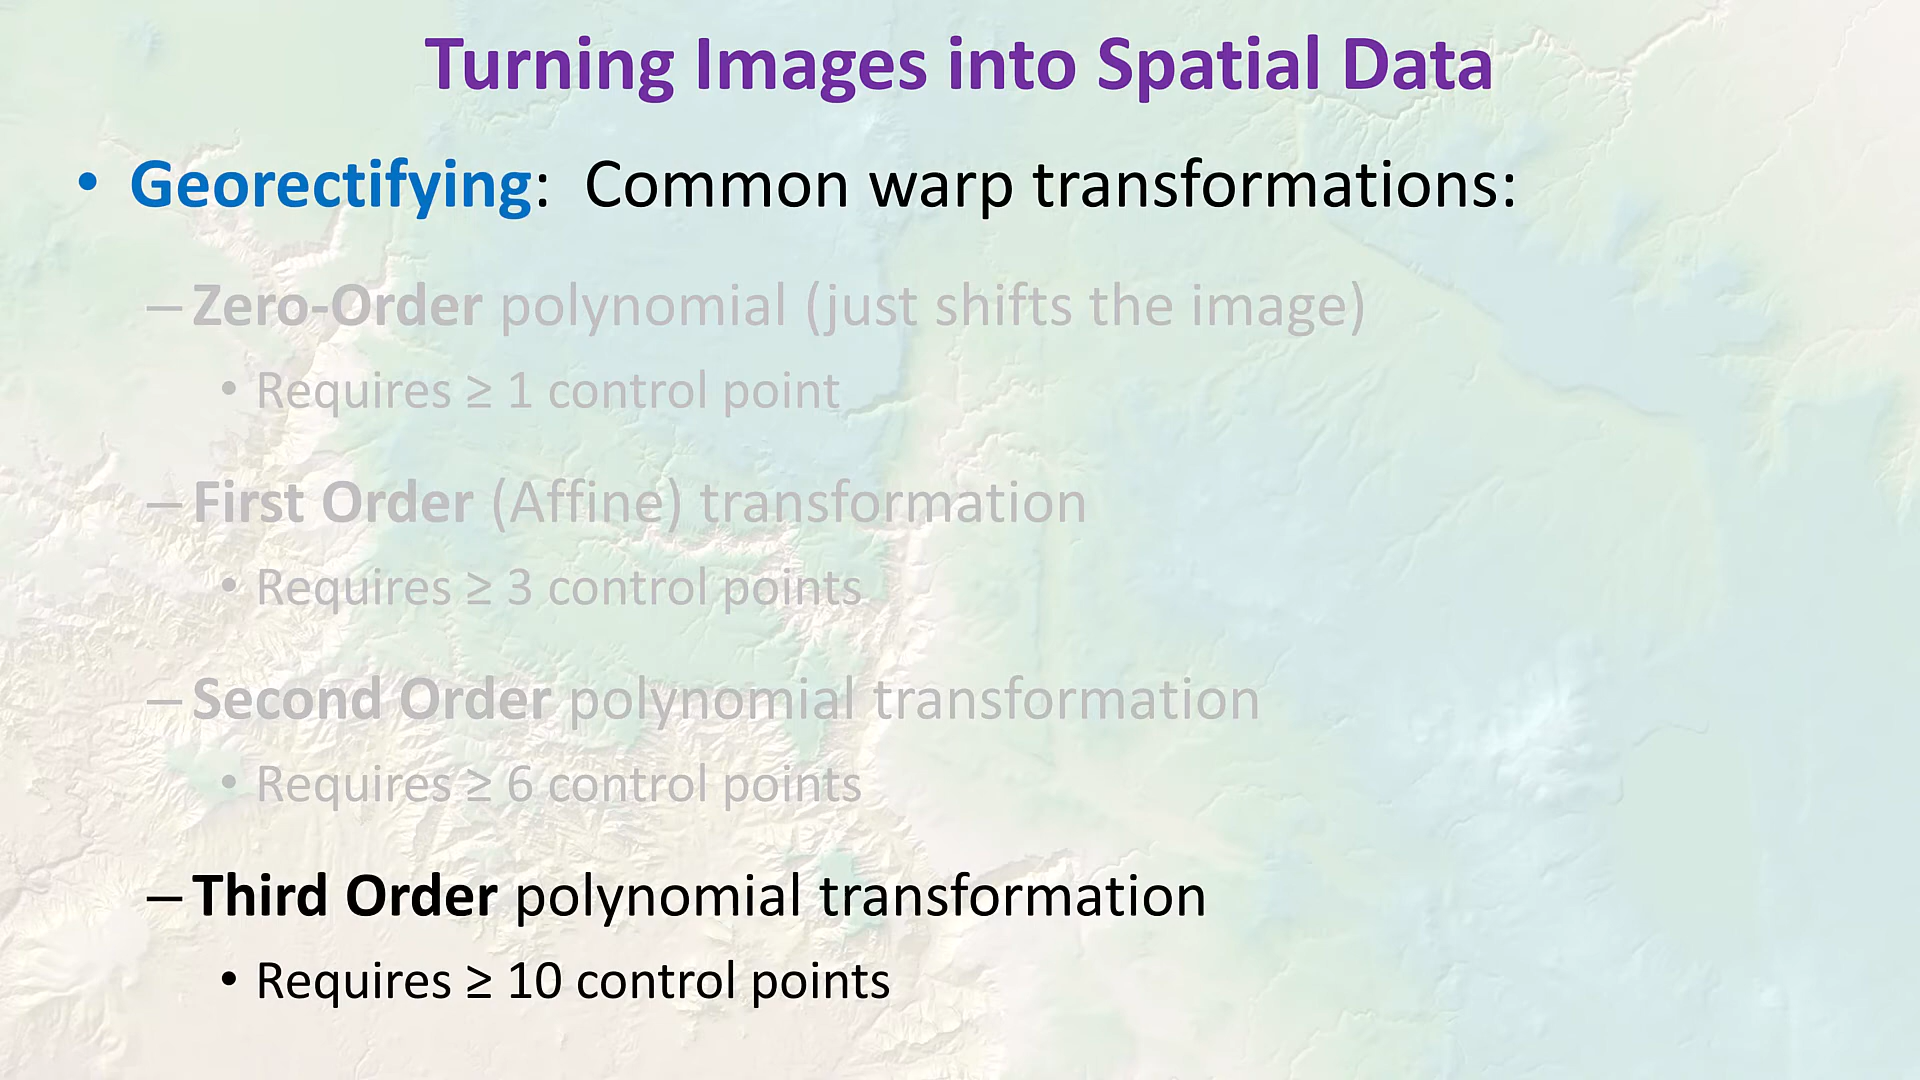 Turning Images into Spatial Data
• Georectifying: Common warp transformations:
– Zero-Order polynomial (just shifts the image)
• Requires ≥ 1 control point
– First Order (Affine) transformation
• Requires ≥ 3 control points
– Second Order polynomial transformation
• Requires ≥ 6 control points
– Third Order polynomial transformation
• Requires ≥ 10 control points